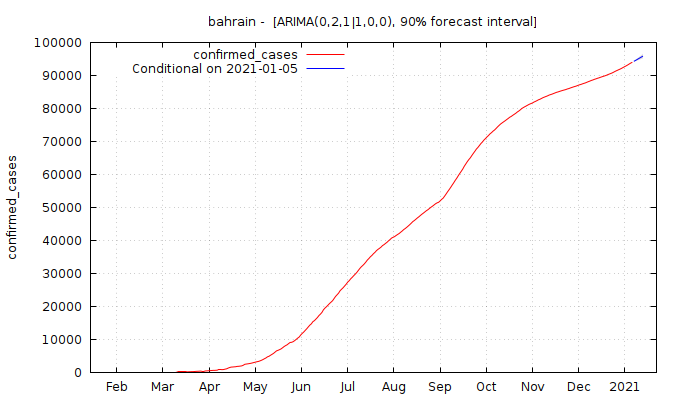 bahrain - [ARIMA(0,2,1|1,0,0), 90% forecast interval]
confirmed_cases
Conditional on 2021-01-05
confirmed_cases
100000
90000
80000
70000
60000
50000
40000
30000
20000
10000
0
Feb Mar Apr May Jun Jul Aug Sep Oct Nov Dec 2021